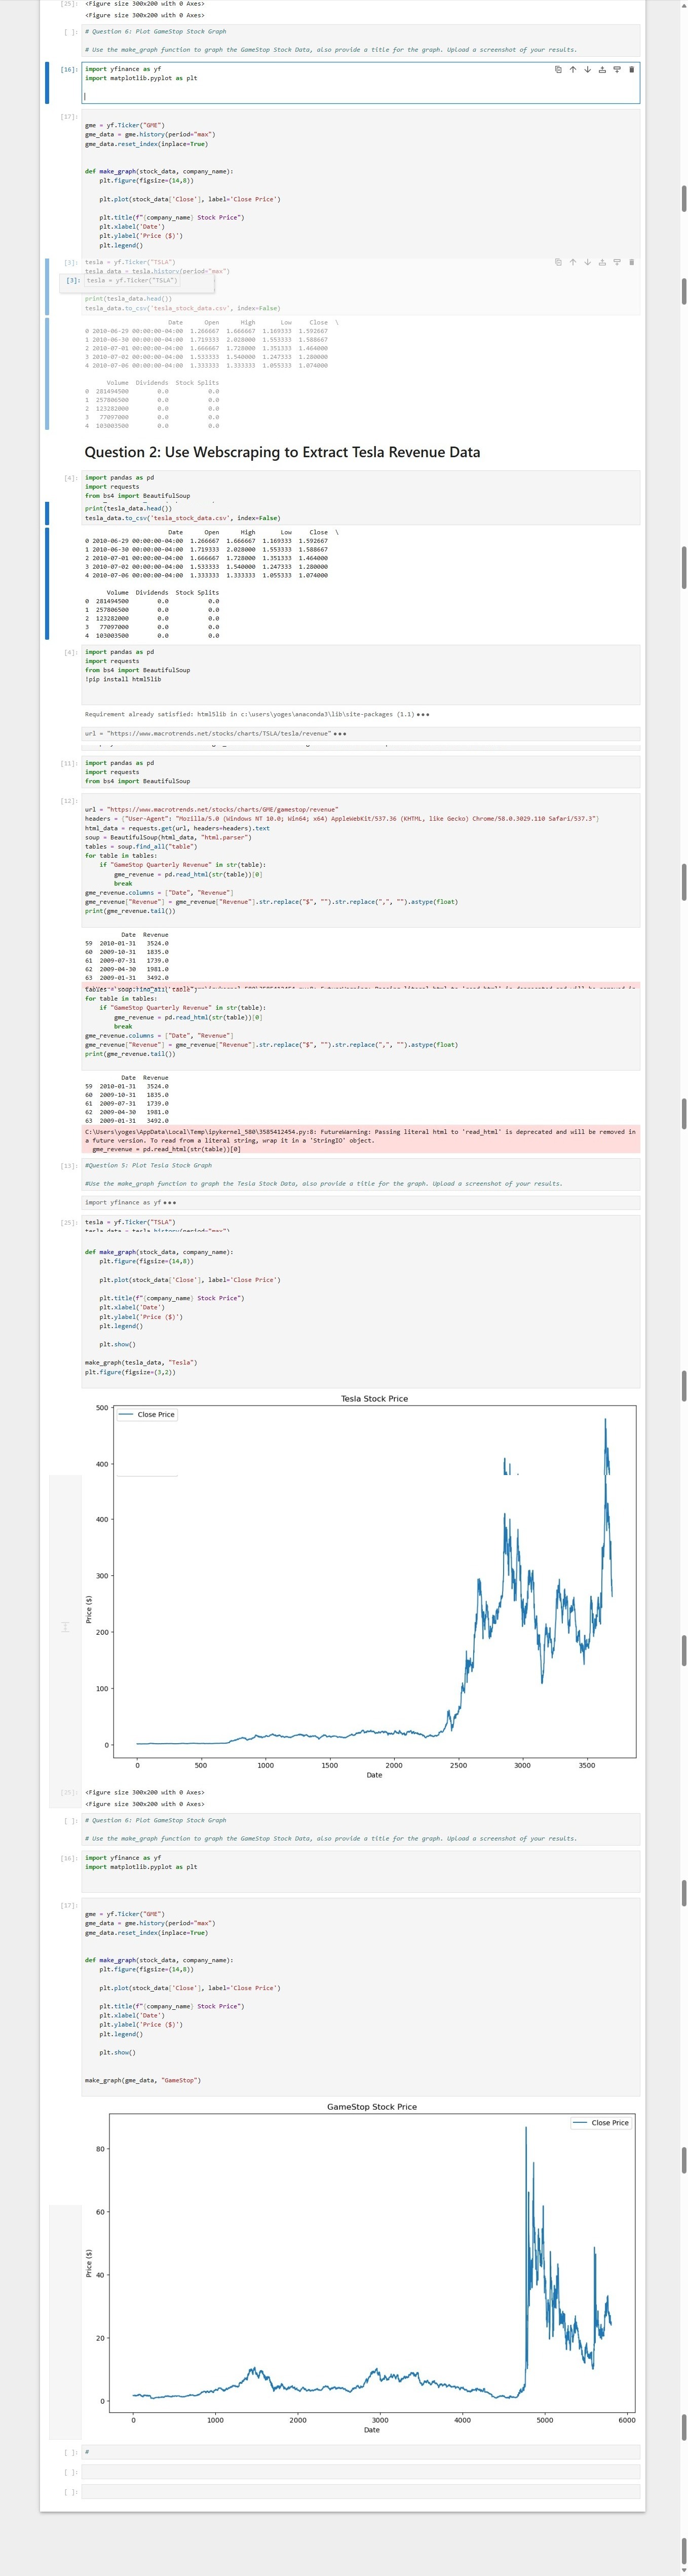 [25]: <Figure size 300x200 with 0 Axes>
<Figure size 300x200 with 0 Axes>
[ ]: # Question 6: Plot GameStop Stock Graph
# Use the make_graph function to graph the GameStop Stock Data, also provide a title for the graph. Upload a screenshot of your results.
[16]: import yfinance as yf
import matplotlib.pyplot as plt
[17]:
gme = yf.Ticker("GME")
gme_data = gme.history(period="max")
gme_data.reset_index(inplace=True)
def make_graph(stock_data, company_name):
plt.figure(figsize=(14,8))
plt.plot(stock_data['Close'], label='Close Price')
plt.title(f"{company_name} Stock Price")
plt.xlabel('Date')
plt.ylabel('Price ($)')
plt.legend()
[3]: tesla = yf.Ticker("TSLA")
tesla_data = tesla.history(period="max")
[3]: tesla = yf.Ticker("TSLA")
print(tesla_data.head())
tesla_data.to_csv('tesla_stock_data.csv', index=False)
Date Open High Low Close \
0 2010-06-29 00:00:00-04:00 1.266667 1.666667 1.169333 1.592667
1 2010-06-30 00:00:00-04:00 1.719333 2.028000 1.553333 1.588667
2 2010-07-01 00:00:00-04:00 1.666667 1.728000 1.351333 1.464000
3 2010-07-02 00:00:00-04:00 1.533333 1.540000 1.247333 1.280000
4 2010-07-06 00:00:00-04:00 1.333333 1.333333 1.055333 1.074000
Volume Dividends Stock Splits
0 281494500 0.0 0.0
1 257806500 0.0 0.0
2 123282000 0.0 0.0
3 77097000 0.0 0.0
4 103003500 0.0 0.0
Question 2: Use Webscraping to Extract Tesla Revenue Data
[4]: import pandas as pd
import requests
from bs4 import BeautifulSoup
print(tesla_data.head())
tesla_data.to_csv('tesla_stock_data.csv', index=False)
Date Open High Low Close \
0 2010-06-29 00:00:00-04:00 1.266667 1.666667 1.169333 1.592667
1 2010-06-30 00:00:00-04:00 1.719333 2.028000 1.553333 1.588667
2 2010-07-01 00:00:00-04:00 1.666667 1.728000 1.351333 1.464000
3 2010-07-02 00:00:00-04:00 1.533333 1.540000 1.247333 1.280000
4 2010-07-06 00:00:00-04:00 1.333333 1.333333 1.055333 1.074000
Volume Dividends Stock Splits
0 281494500 0.0 0.0
1 257806500 0.0 0.0
2 123282000 0.0 0.0
3 77097000 0.0 0.0
4 103003500 0.0 0.0
[4]: import pandas as pd
import requests
from bs4 import BeautifulSoup
!pip install html5lib
Requirement already satisfied: html5lib in c:\users\yoges\anaconda3\lib\site-packages (1.1) •••
url = "https://www.macrotrends.net/stocks/charts/TSLA/tesla/revenue" •••
[11]: import pandas as pd
import requests
from bs4 import BeautifulSoup
[12]:
url = "https://www.macrotrends.net/stocks/charts/GME/gamestop/revenue"
headers = {"User-Agent": "Mozilla/5.0 (Windows NT 10.0; Win64; x64) AppleWebKit/537.36 (KHTML, like Gecko) Chrome/58.0.3029.110 Safari/537.3"}
html_data = requests.get(url, headers=headers).text
soup = BeautifulSoup(html_data, "html.parser")
tables = soup.find_all("table")
for table in tables:
if "GameStop Quarterly Revenue" in str(table):
gme_revenue = pd.read_html(str(table))[0]
break
gme_revenue.columns = ["Date", "Revenue"]
gme_revenue["Revenue"] = gme_revenue["Revenue"].str.replace("$", "").str.replace(",", "").astype(float)
print(gme_revenue.tail())
Date Revenue
59 2010-01-31 3524.0
60 2009-10-31 1835.0
61 2009-07-31 1739.0
62 2009-04-30 1981.0
63 2009-01-31 3492.0
tables = soup.find_all("table")
for table in tables:
if "GameStop Quarterly Revenue" in str(table):
gme_revenue = pd.read_html(str(table))[0]
break
gme_revenue.columns = ["Date", "Revenue"]
gme_revenue["Revenue"] = gme_revenue["Revenue"].str.replace("$", "").str.replace(",", "").astype(float)
print(gme_revenue.tail())
Date Revenue
59 2010-01-31 3524.0
60 2009-10-31 1835.0
61 2009-07-31 1739.0
62 2009-04-30 1981.0
63 2009-01-31 3492.0
C:\Users\yoges\AppData\Local\Temp\ipykernel_580\3585412454.py:8: FutureWarning: Passing literal html to 'read_html' is deprecated and will be removed in
a future version. To read from a literal string, wrap it in a 'StringIO' object.
gme_revenue = pd.read_html(str(table))[0]
[13]: #Question 5: Plot Tesla Stock Graph
#Use the make_graph function to graph the Tesla Stock Data, also provide a title for the graph. Upload a screenshot of your results.
import yfinance as yf •••
[25]: tesla = yf.Ticker("TSLA")
tesla_data = tesla.history(period="max")
def make_graph(stock_data, company_name):
plt.figure(figsize=(14,8))
plt.plot(stock_data['Close'], label='Close Price')
plt.title(f"{company_name} Stock Price")
plt.xlabel('Date')
plt.ylabel('Price ($)')
plt.legend()
plt.show()
make_graph(tesla_data, "Tesla")
plt.figure(figsize=(3,2))
Tesla Stock Price
500
Close Price
400
400
300
Price ($)
200
100
0
0 500 1000 1500 2000 2500 3000 3500
Date
[25]: <Figure size 300x200 with 0 Axes>
<Figure size 300x200 with 0 Axes>
[ ]: # Question 6: Plot GameStop Stock Graph
# Use the make_graph function to graph the GameStop Stock Data, also provide a title for the graph. Upload a screenshot of your results.
[16]: import yfinance as yf
import matplotlib.pyplot as plt
[17]:
gme = yf.Ticker("GME")
gme_data = gme.history(period="max")
gme_data.reset_index(inplace=True)
def make_graph(stock_data, company_name):
plt.figure(figsize=(14,8))
plt.plot(stock_data['Close'], label='Close Price')
plt.title(f"{company_name} Stock Price")
plt.xlabel('Date')
plt.ylabel('Price ($)')
plt.legend()
plt.show()
make_graph(gme_data, "GameStop")
GameStop Stock Price
Close Price
80
60
Price ($)
40
20
0
0 1000 2000 3000 4000 5000 6000
Date
[ ]: #
[ ]:
[ ]: